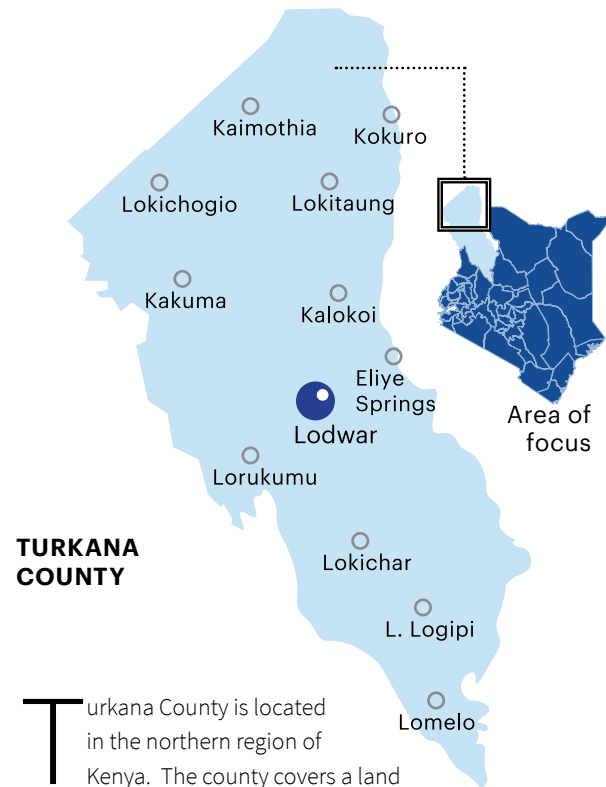 Kaimothia
Kokuro
Lokichogio
Lokitaung
Kakuma
Kalokoi
Eliye
Springs
Lodwar
Area of
focus
Lorukumu
TURKANA
COUNTY
Lokichar
L. Logipi
Lomelo
Turkana County is located
in the northern region of
Kenya. The county covers a land